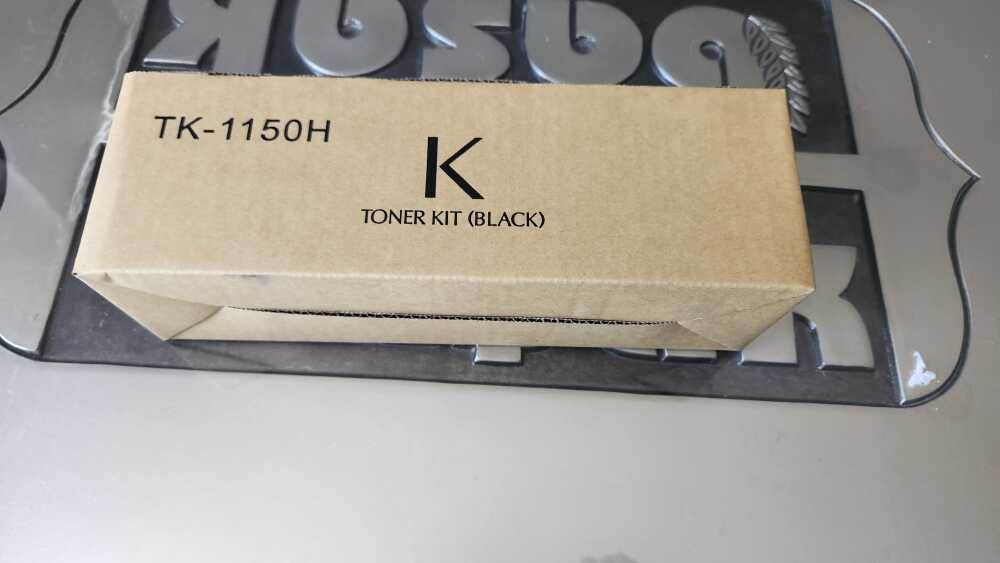 TK-1150H
K
TONER KIT (BLACK)